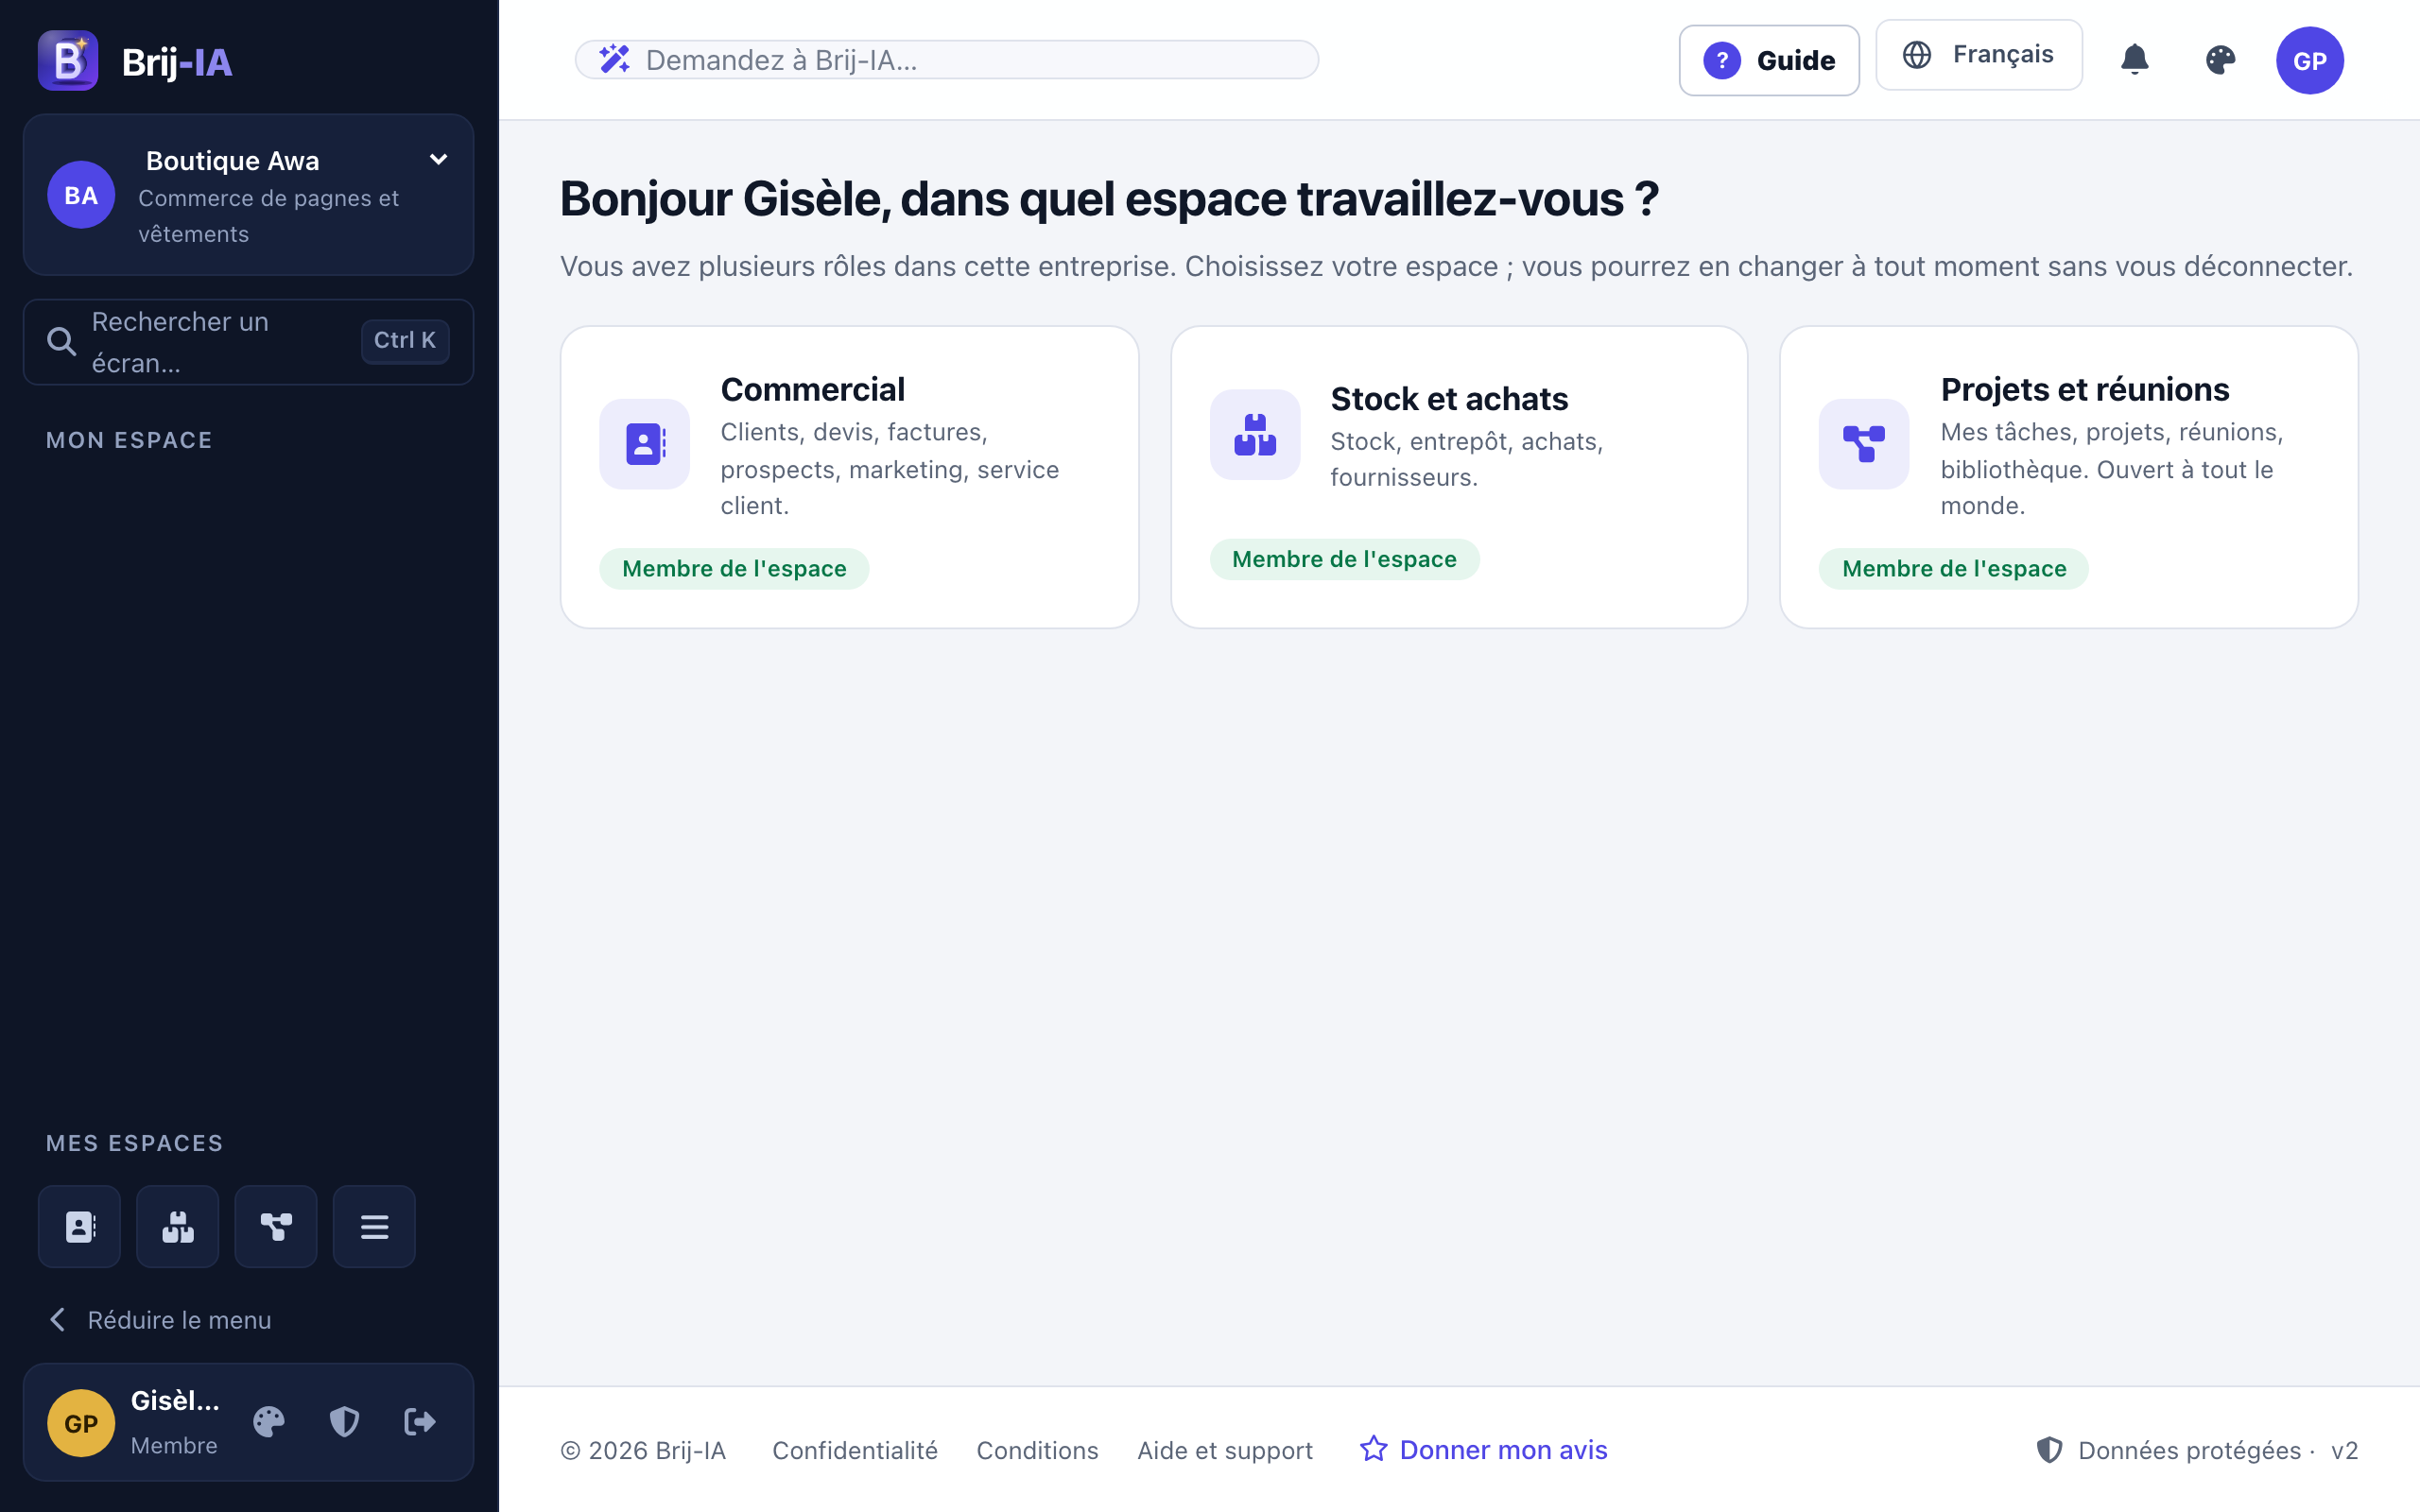 Brij-IA
BA
Boutique Awa
Commerce de pagnes et
vêtements
Rechercher un
écran...
Ctrl K
MON ESPACE
MES ESPACES
Réduire le menu
GP
Gisèl...
Membre
Demandez à Brij-IA...
? Guide
Français
GP
Bonjour Gisèle, dans quel espace travaillez-vous ?
Vous avez plusieurs rôles dans cette entreprise. Choisissez votre espace ; vous pourrez en changer à tout moment sans vous déconnecter.
Commercial
Clients, devis, factures,
prospects, marketing, service
client.
Membre de l'espace
Stock et achats
Stock, entrepôt, achats,
fournisseurs.
Membre de l'espace
Projets et réunions
Mes tâches, projets, réunions,
bibliothèque. Ouvert à tout le
monde.
Membre de l'espace
© 2026 Brij-IA Confidentialité Conditions Aide et support Donner mon avis Données protégées · v2